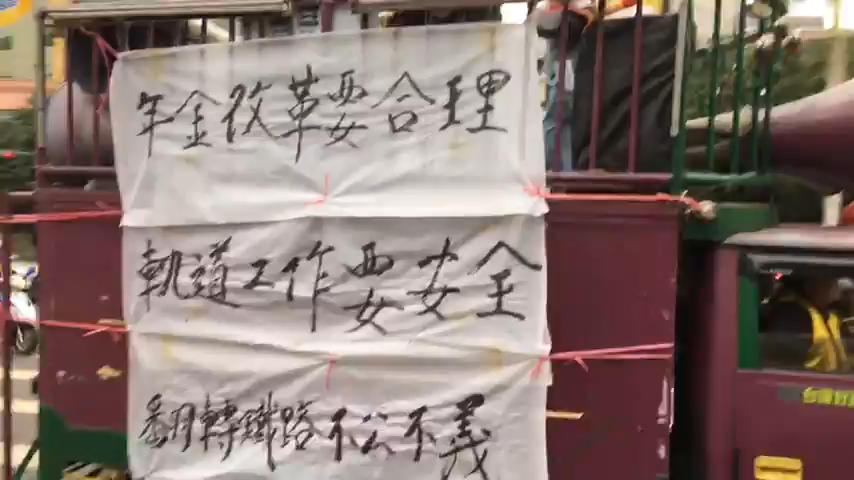 年金改革要合理
軌道工作要安全
翻轉鐵路不公不義